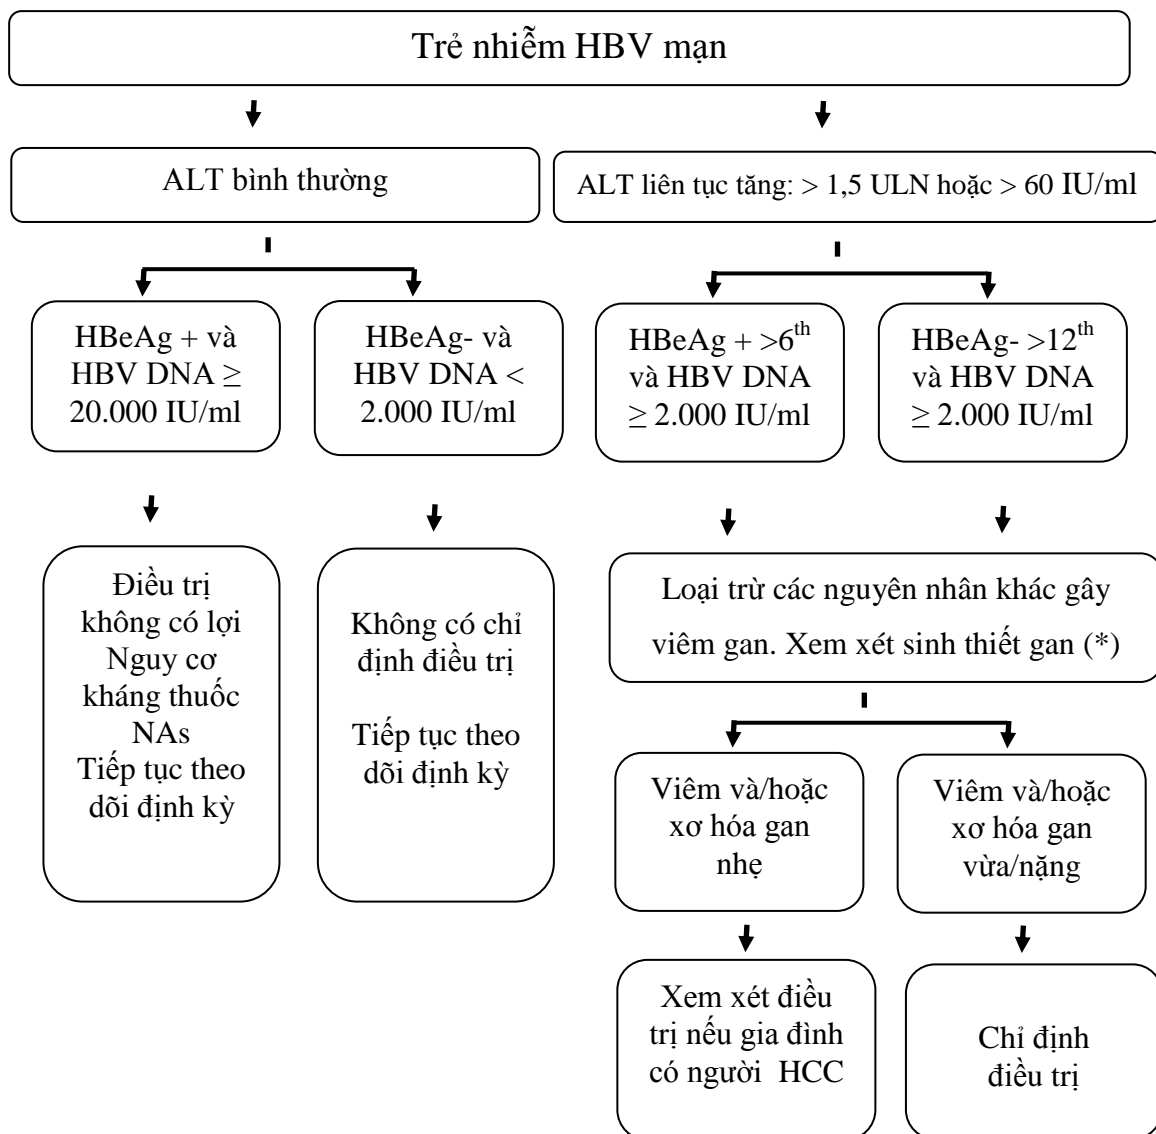 Trẻ nhiễm HBV mạn
ALT bình thường
ALT liên tục tăng: > 1,5 ULN hoặc > 60 IU/ml
HBeAg + và
HBV DNA ≥
20.000 IU/ml
HBeAg- và
HBV DNA <
2.000 IU/ml
HBeAg + >6th
và HBV DNA
≥ 2.000 IU/ml
HBeAg- >12th
và HBV DNA
≥ 2.000 IU/ml
Điều trị
không có lợi
Nguy cơ
kháng thuốc
NAs
Tiếp tục theo
dõi định kỳ
Không có chỉ
định điều trị
Tiếp tục theo
dõi định kỳ
Loại trừ các nguyên nhân khác gây
viêm gan. Xem xét sinh thiết gan (*)
Viêm và/hoặc
xơ hóa gan
nhẹ
Viêm và/hoặc
xơ hóa gan
vừa/nặng
Xem xét điều
trị nếu gia đình
có người HCC
Chỉ định
điều trị